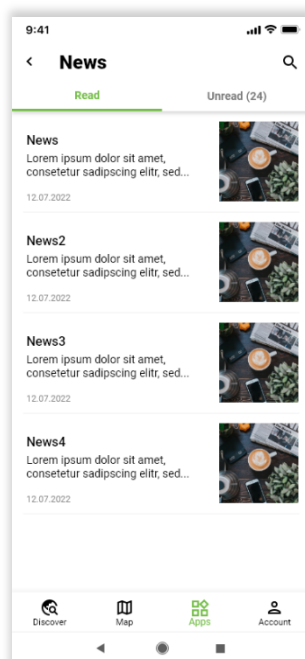 9:41
News
Read
Unread (24)
News
Lorem ipsum dolor sit amet,
consetetur sadipscing elitr, sed...
12.07.2022
News2
Lorem ipsum dolor sit amet,
consetetur sadipscing elitr, sed...
12.07.2022
News3
Lorem ipsum dolor sit amet,
consetetur sadipscing elitr, sed...
12.07.2022
News4
Lorem ipsum dolor sit amet,
consetetur sadipscing elitr, sed...
12.07.2022
Discover
Map
Apps
Account